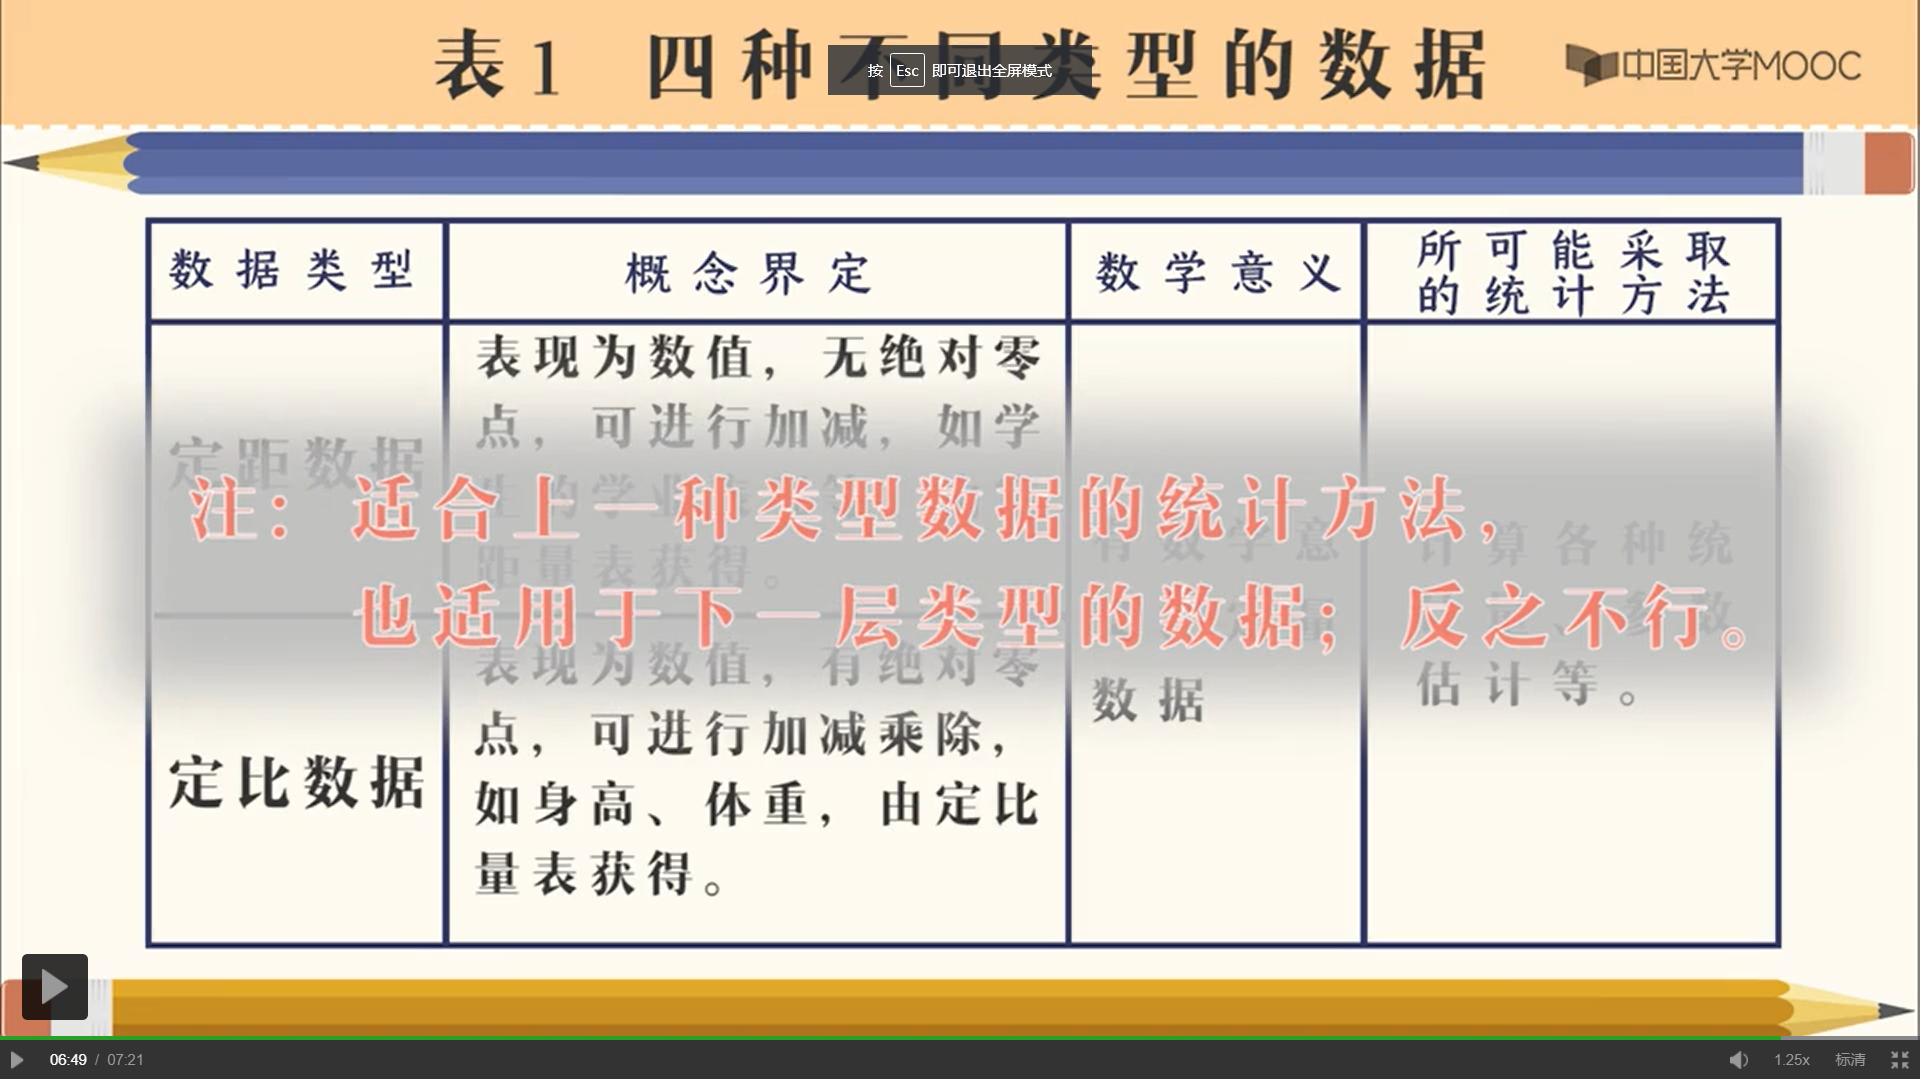 表1 四种不同类型的数据
按 Esc 即可退出全屏模式
中国大学MOOC
数据类型
概念界定
数学意义
所可能采取
的统计方法
定距数据
表现为数值，无绝对零
点，可进行加减，如学
距量表获得。
有数学意
计算各种统
估计等。
注：适合上一种类型数据的统计方法，
也适用于下一层类型的数据；反之不行。
定比数据
表现为数值，有绝对零
点，可进行加减乘除，
如身高、体重，由定比
量表获得。
数据
06:49 / 07:21
1.25x
标清